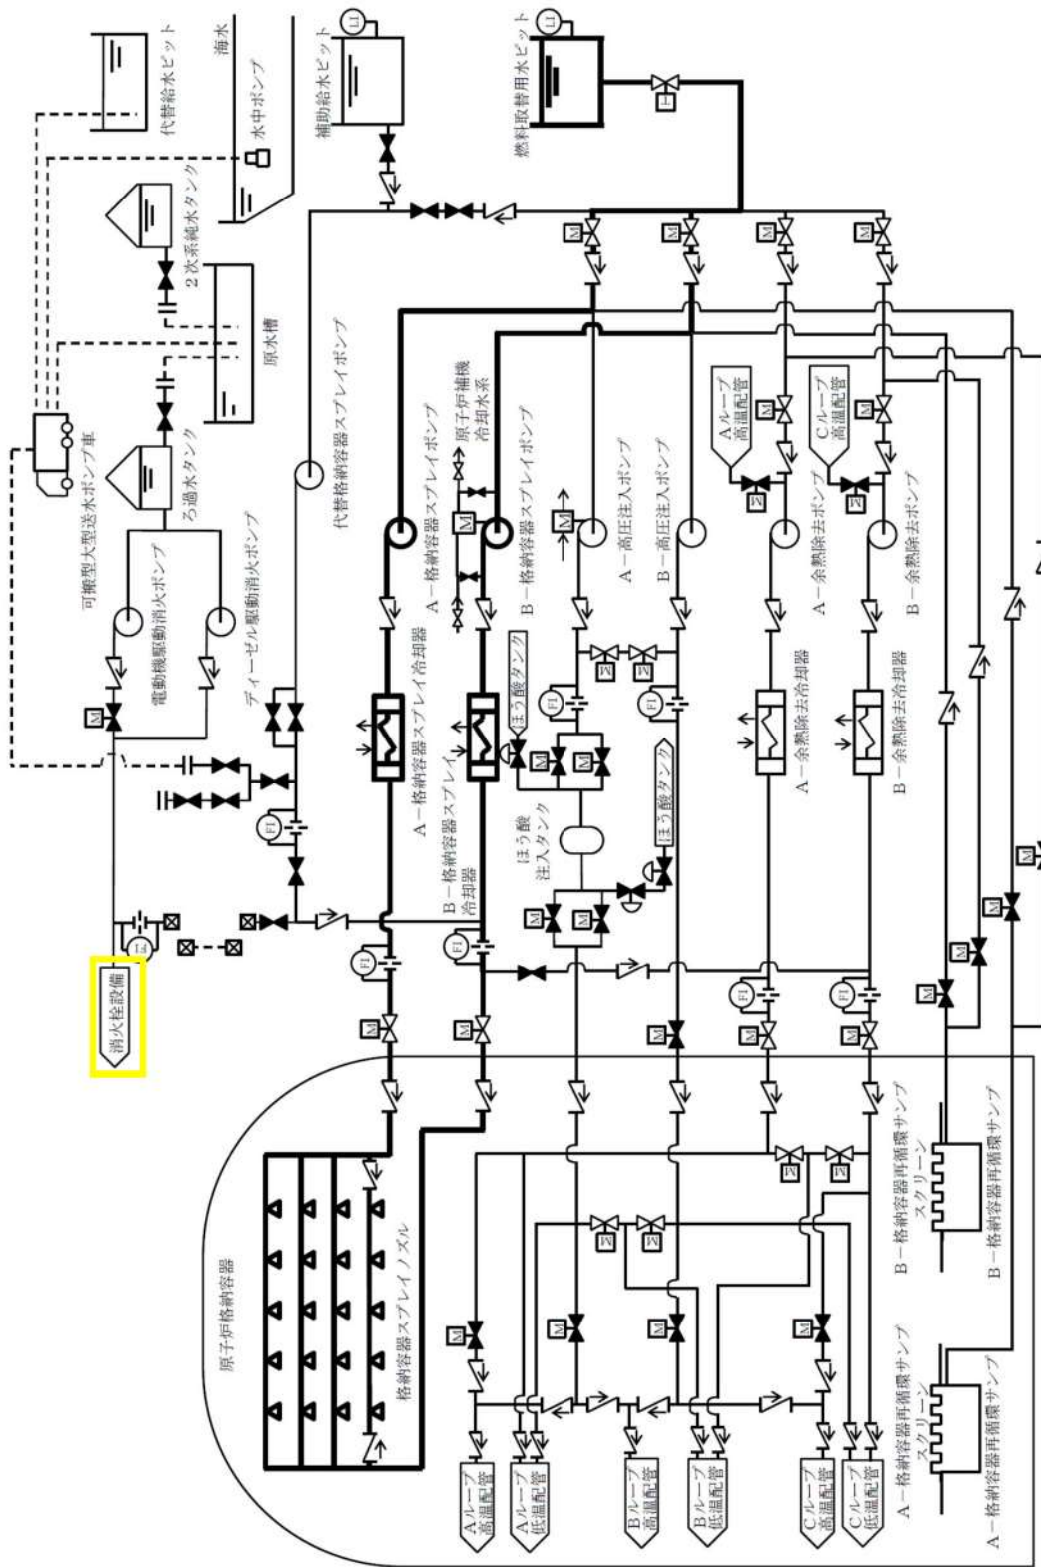 代替給水ピット
海水
水中ポンプ
2次系純水タンク
原水槽
可搬型大型送水ポンプ車
ろ過水タンク
電動機駆動消火ポンプ
ディーゼル駆動消火ポンプ
消火栓設備
FI
M
補助給水ピット
LI
燃料取替用水ピット
LI
代替格納容器スプレイポンプ
FI
A-格納容器スプレイポンプ
原子炉補機
冷却水系
B-格納容器スプレイポンプ
A-格納容器スプレイ冷却器
B-格納容器スプレイ
冷却器
FI
FI
M
M
M
M
M
A-高圧注入ポンプ
B-高圧注入ポンプ
M
M
M
FI
FI
ほう酸タンク
M
M
ほう酸
注入タンク
ほう酸タンク
M
M
M
Aループ
高温配管
Cループ
高温配管
M
M
M
M
M
M
A-余熱除去ポンプ
B-余熱除去ポンプ
A-余熱除去冷却器
B-余熱除去冷却器
FI
FI
M
M
M
M
M
M
M
原子炉格納容器
格納容器スプレイノズル
M
M
M
M
M
M
M
M
Aループ
高温配管
Aループ
低温配管
Bループ
高温配管
Bループ
低温配管
Cループ
高温配管
Cループ
低温配管
B-格納容器再循環サンプ
スクリーン
B-格納容器再循環サンプ
A-格納容器再循環サンプ
スクリーン
A-格納容器再循環サンプ